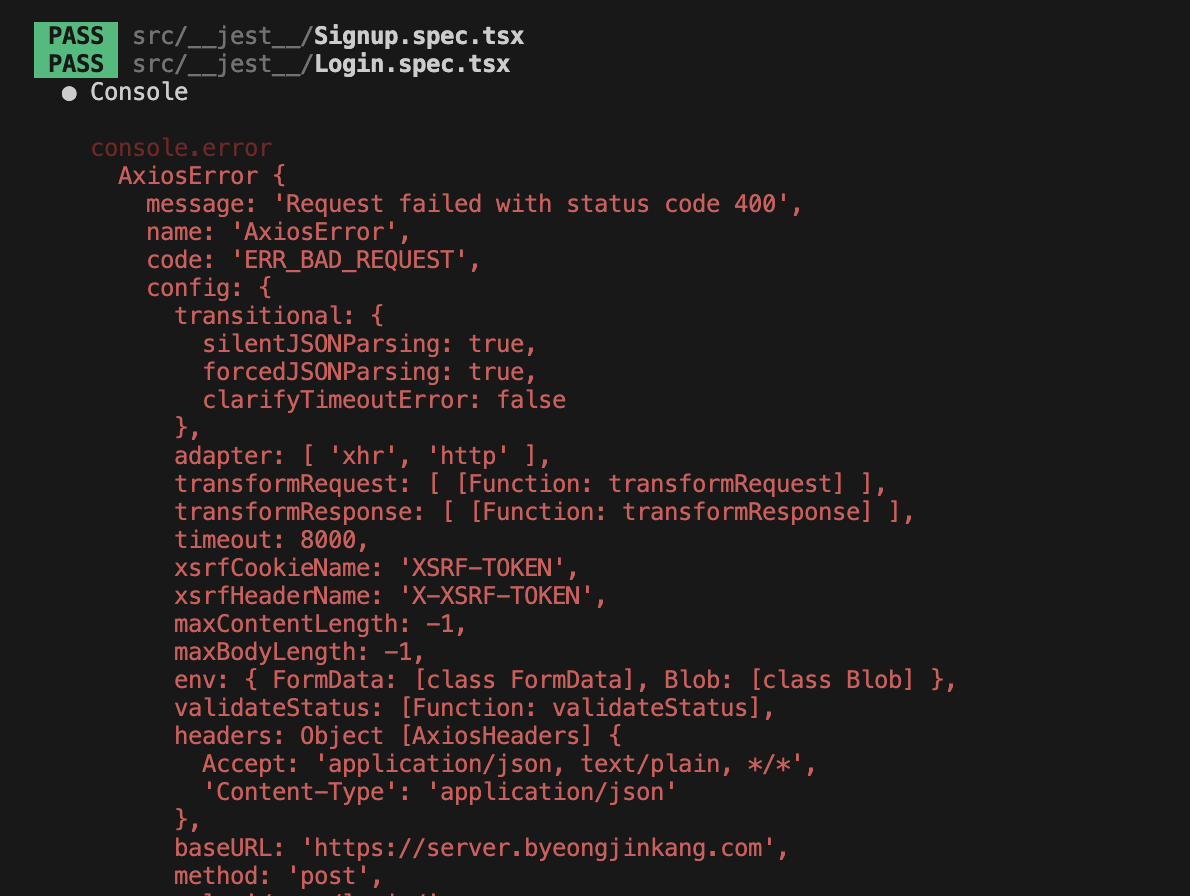 PASS src/__jest__/Signup.spec.tsx
PASS src/__jest__/Login.spec.tsx
● Console
console.error
AxiosError {
message: 'Request failed with status code 400',
name: 'AxiosError',
code: 'ERR_BAD_REQUEST',
config: {
transitional: {
silentJSONParsing: true,
forcedJSONParsing: true,
clarifyTimeoutError: false
},
adapter: [ 'xhr', 'http' ],
transformRequest: [ [Function: transformRequest] ],
transformResponse: [ [Function: transformResponse] ],
timeout: 8000,
xsrfCookieName: 'XSRF-TOKEN',
xsrfHeaderName: 'X-XSRF-TOKEN',
maxContentLength: -1,
maxBodyLength: -1,
env: { FormData: [class FormData], Blob: [class Blob] },
validateStatus: [Function: validateStatus],
headers: Object [AxiosHeaders] {
Accept: 'application/json, text/plain, */*',
'Content-Type': 'application/json'
},
baseURL: 'https://server.byeongjinkang.com',
method: 'post',